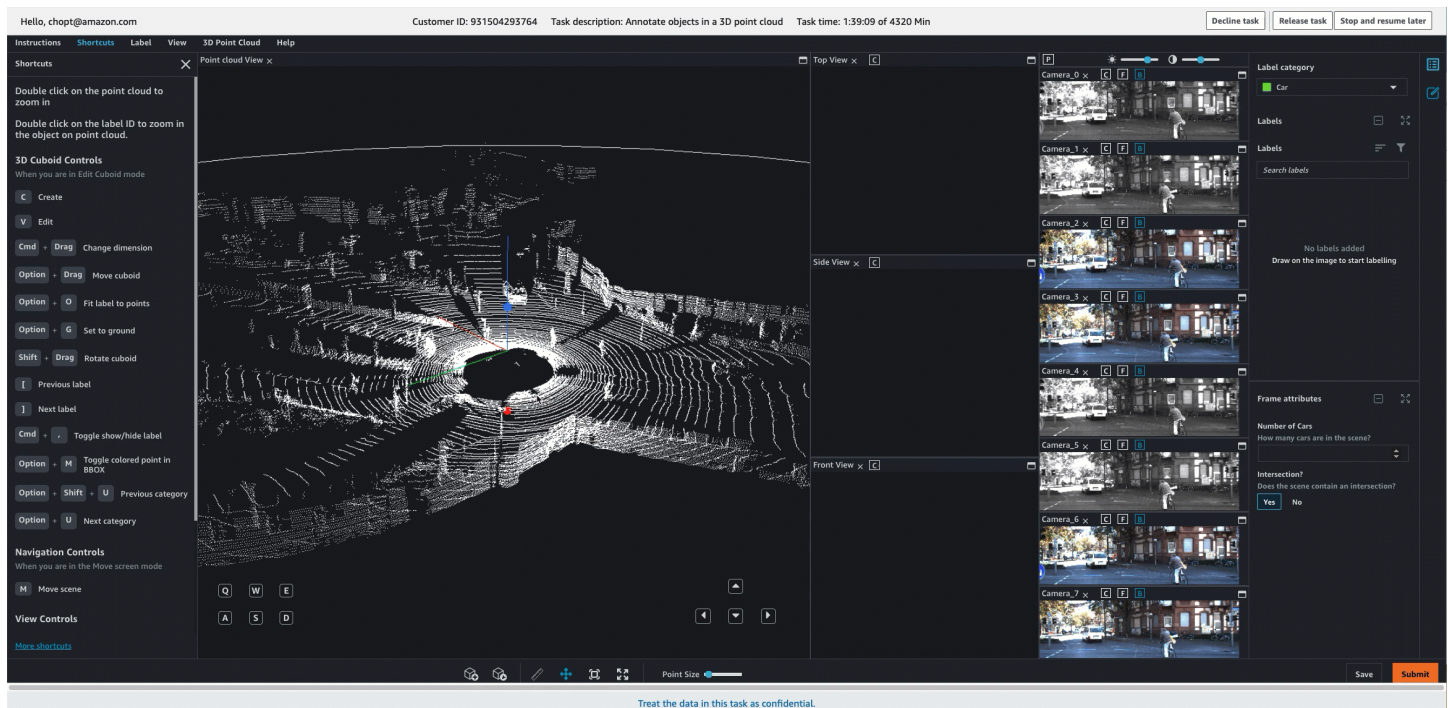 Hello, chopt@amazon.com
Customer ID: 931504293764 Task description: Annotate objects in a 3D point cloud Task time: 1:39:09 of 4320 Min
Decline task Release task Stop and resume later
Instructions Shortcuts Label View 3D Point Cloud Help
Shortcuts
Double click on the point cloud to
zoom in
Double click on the label ID to zoom in
the object on point cloud.
3D Cuboid Controls
When you are in Edit Cuboid mode
C Create
V Edit
Cmd + Drag Change dimension
Option + Drag Move cuboid
Option + O Fit label to points
Option + G Set to ground
Shift + Drag Rotate cuboid
[ Previous label
] Next label
Cmd + , Toggle show/hide label
Option + M Toggle colored point in
BBOX
Option + Shift + U Previous category
Option + U Next category
Navigation Controls
When you are in the Move screen mode
M Move scene
View Controls
More shortcuts
Point cloud View
Q W E
A S D
Top View C
Side View C
Front View C
P
Camera_0 C F B
Camera_1 C F B
Camera_2 C F B
Camera_3 C F B
Camera_4 C F B
Camera_5 C F B
Camera_6 C F B
Camera_7 C F B
Label category
Car
Labels
Labels
Search labels
No labels added
Draw on the image to start labelling
Frame attributes
Number of Cars
How many cars are in the scene?
Intersection?
Does the scene contain an intersection?
Yes No
Point Size
Save Submit
Treat the data in this task as confidential.